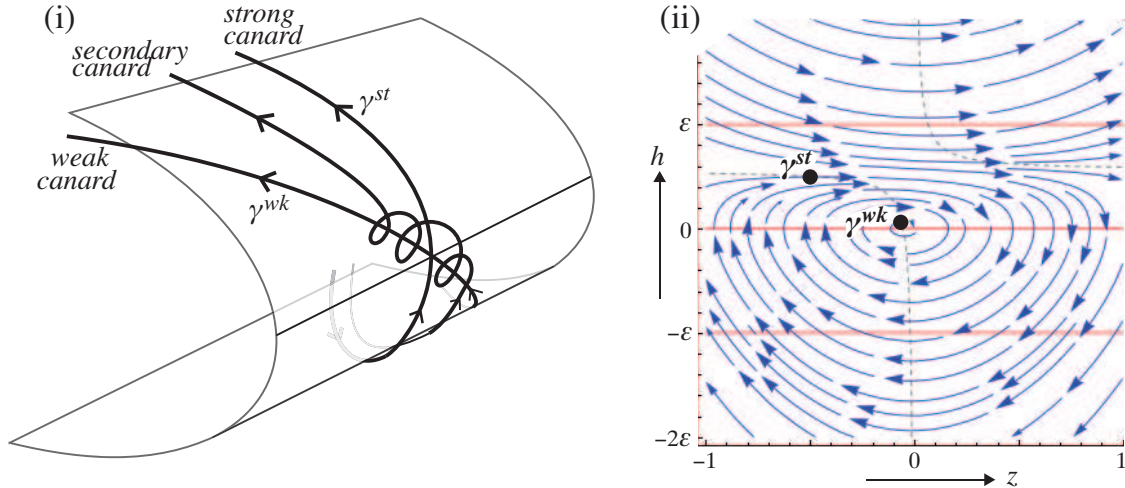 (i)
strong
canard
secondary
canard
weak
canard
γ^{st}
γ^{wk}
(ii)
h
ε
0
-ε
-2ε
γ^{st}
γ^{wk}
-1
0
1
z